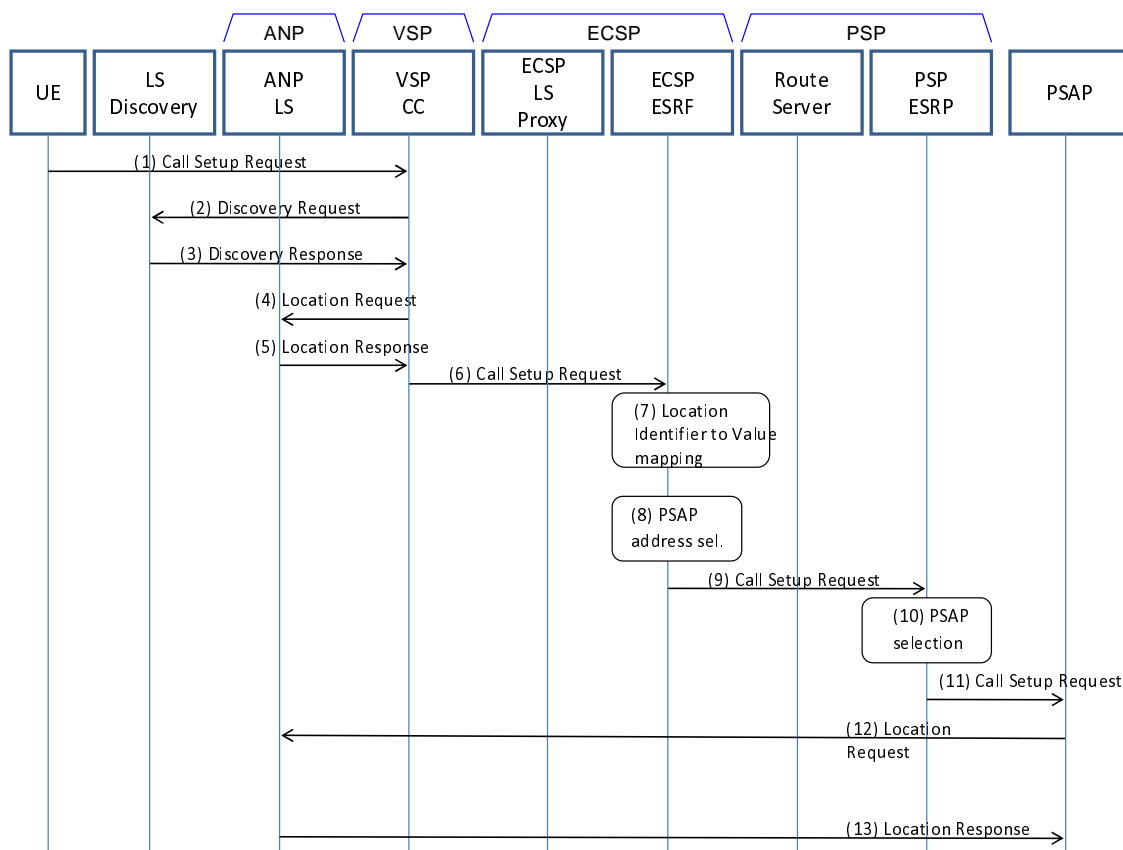 ANP
VSP
ECSP
PSP
UE
LS
Discovery
ANP
LS
VSP
CC
ECSP
LS
Proxy
ECSP
ESRF
Route
Server
PSP
ESRP
PSAP
(1) Call Setup Request
(2) Discovery Request
(3) Discovery Response
(4) Location Request
(5) Location Response
(6) Call Setup Request
(7) Location
Identifier to Value
mapping
(8) PSAP
address sel.
(9) Call Setup Request
(10) PSAP
selection
(11) Call Setup Request
(12) Location
Request
(13) Location Response